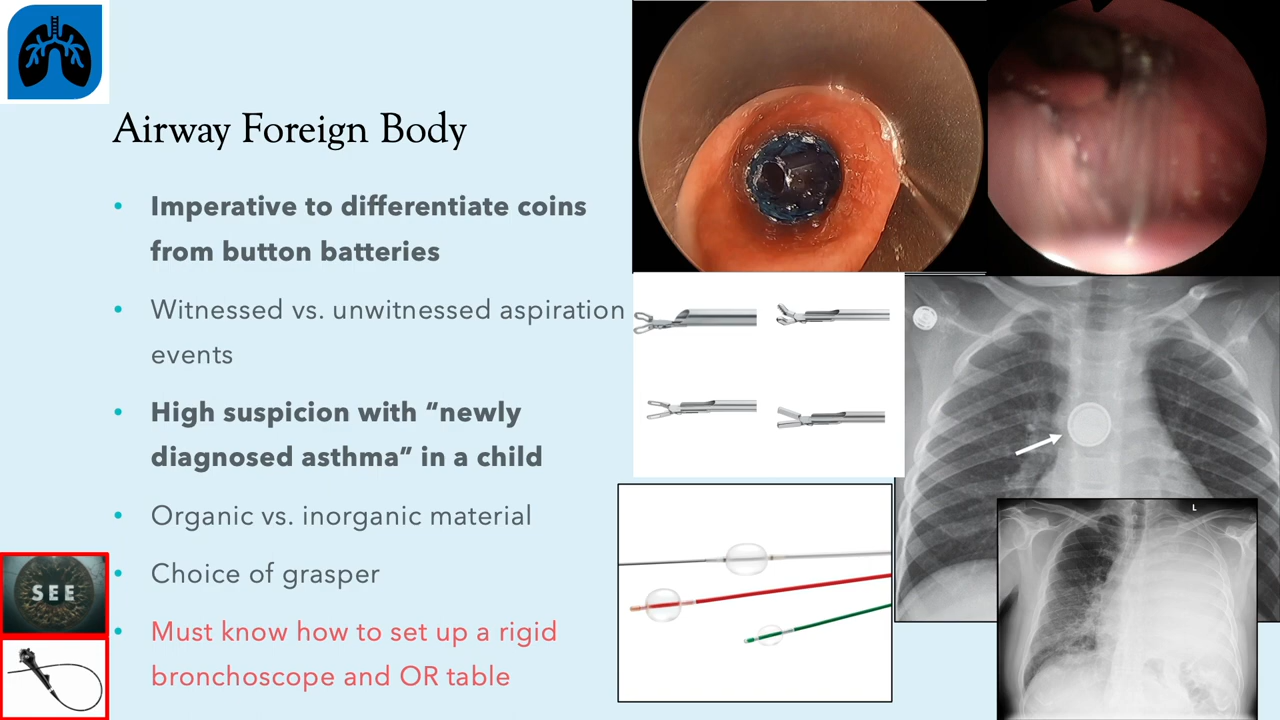 Airway Foreign Body
• Imperative to differentiate coins
from button batteries
• Witnessed vs. unwitnessed aspiration
events
• High suspicion with “newly
diagnosed asthma” in a child
• Organic vs. inorganic material
• Choice of grasper
• Must know how to set up a rigid
bronchoscope and OR table
SEE
L